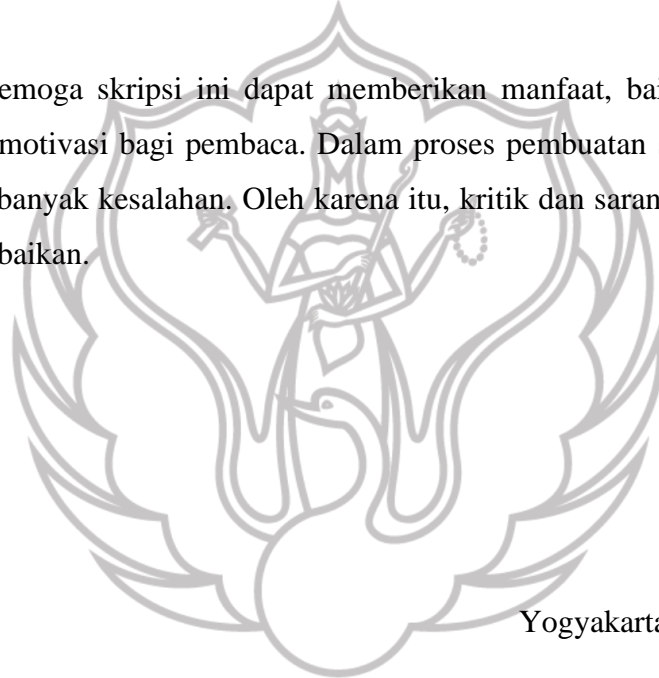 emoga skripsi ini dapat memberikan manfaat, bai
motivasi bagi pembaca. Dalam proses pembuatan
banyak kesalahan. Oleh karena itu, kritik dan saran
baikan.
Yogyakarta